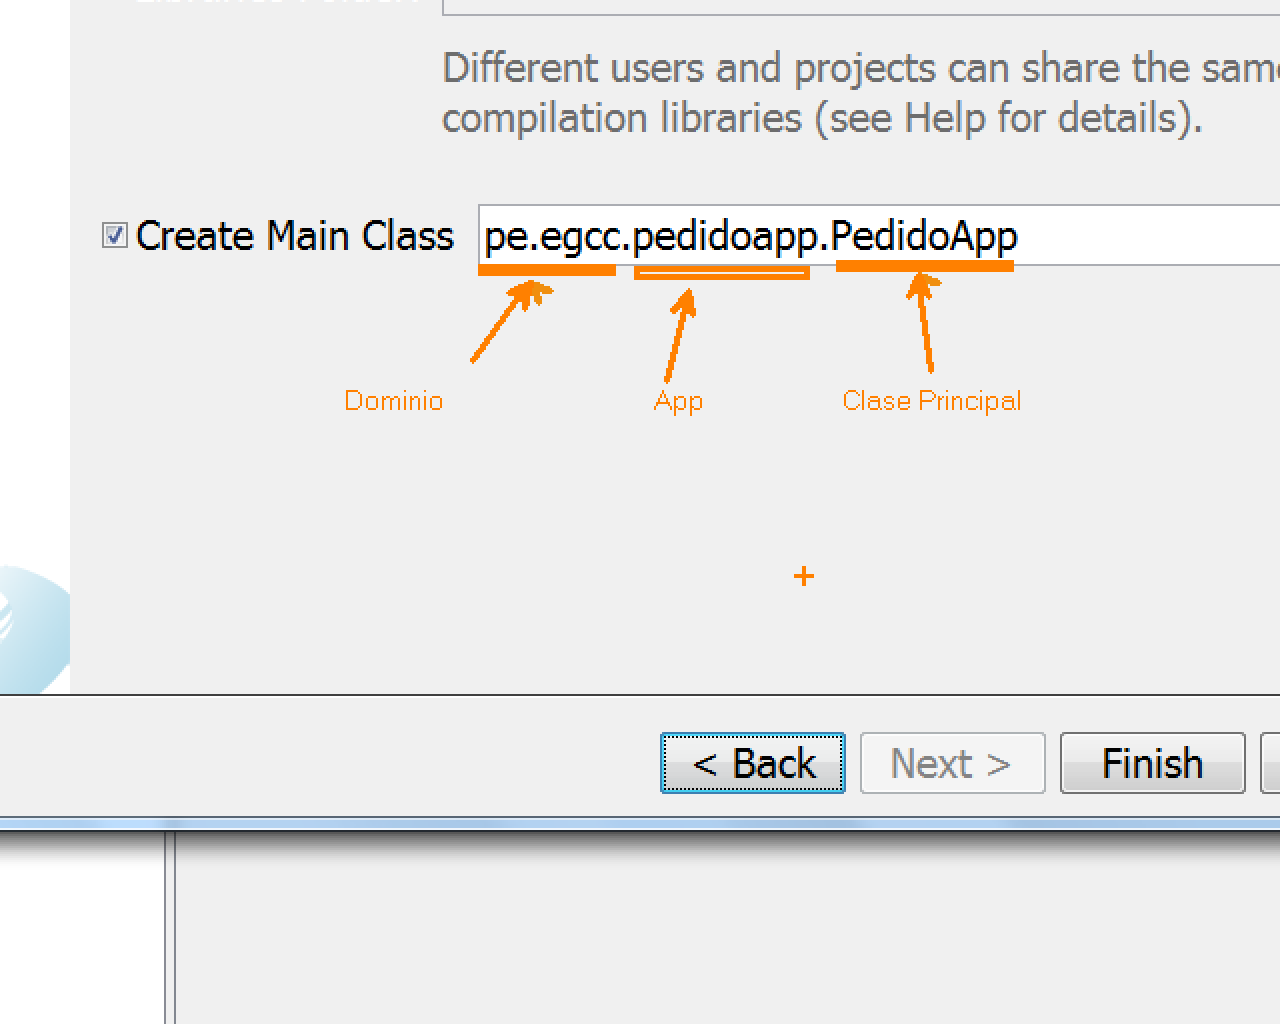 Different users and projects can share the same
compilation libraries (see Help for details).
Create Main Class pe.egcc.pedidoapp.PedidoApp
Dominio App Clase Principal
< Back Next > Finish